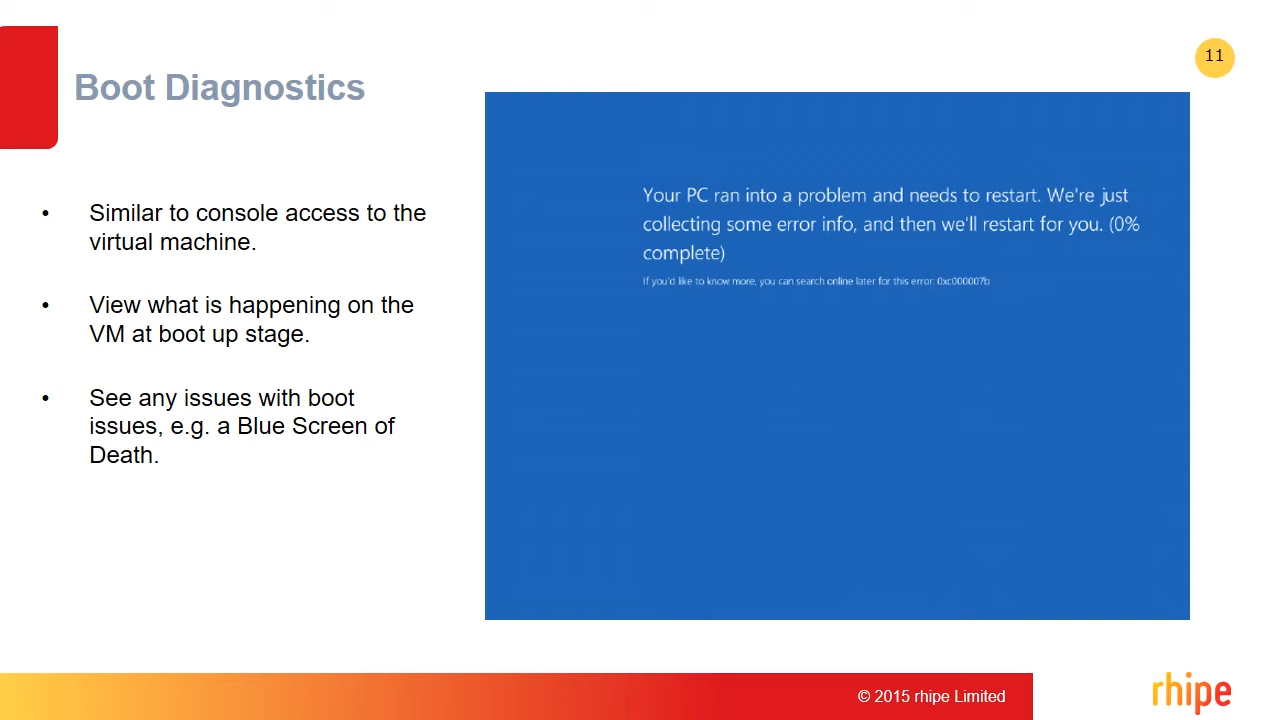 11
Boot Diagnostics
• Similar to console access to the
virtual machine.
• View what is happening on the
VM at boot up stage.
• See any issues with boot
issues, e.g. a Blue Screen of
Death.
Your PC ran into a problem and needs to restart. We're just
collecting some error info, and then we'll restart for you. (0%
complete)
If you'd like to know more, you can search online later for this error: 0xc000007b
© 2015 rhipe Limited
rhipe